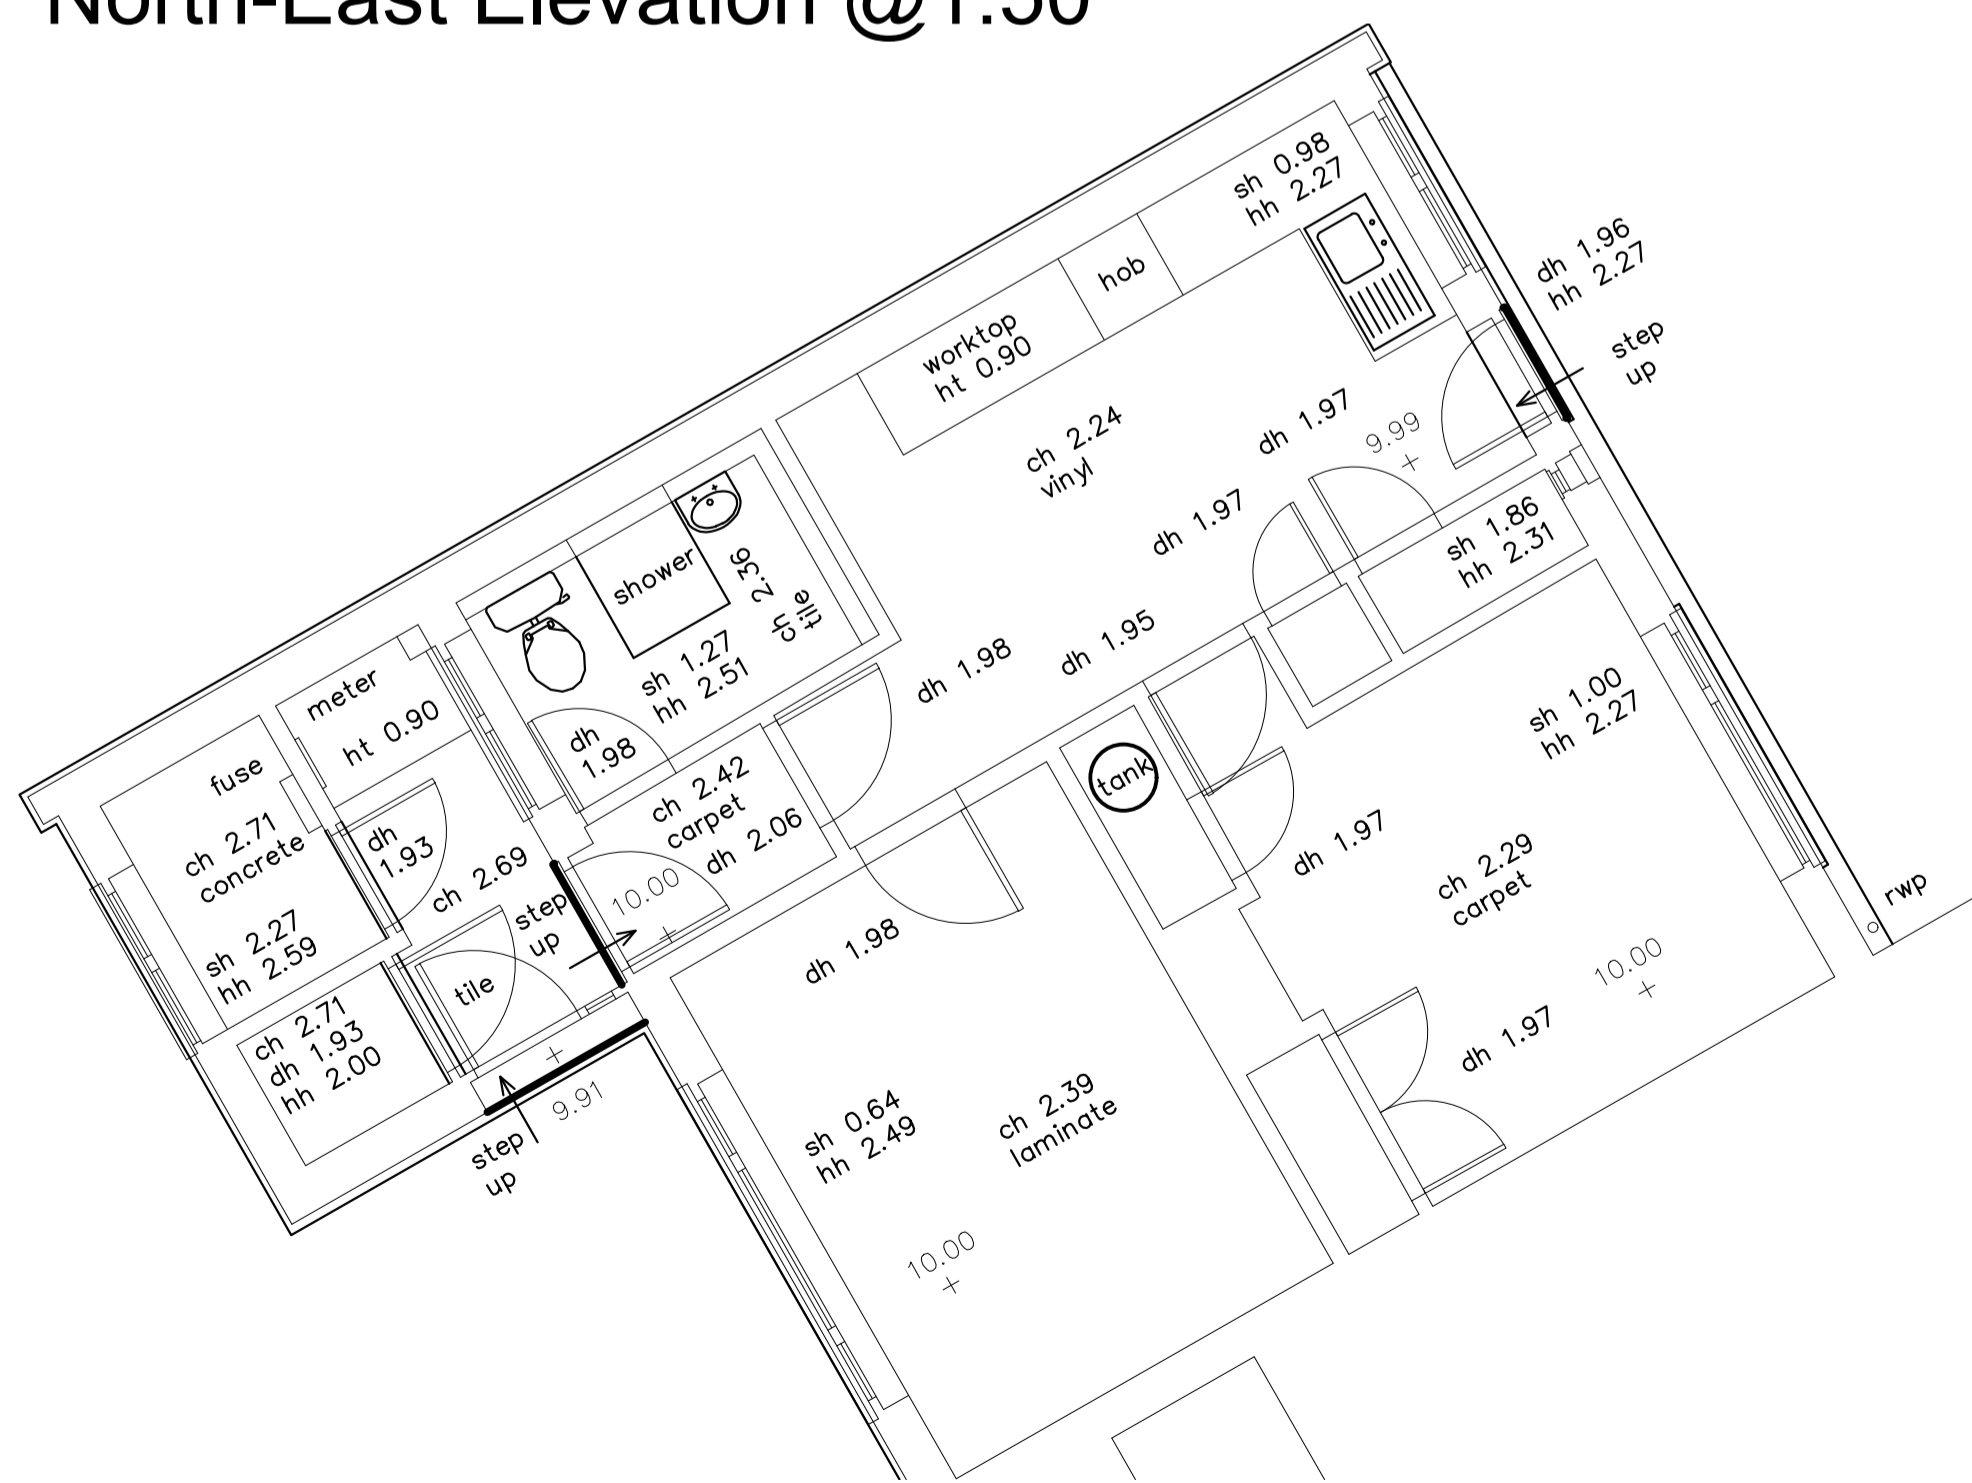 North-East Elevation @1:50
sh 0.98
hh 2.27
dh 1.96
hh 2.27
step
up
hob
worktop
ht 0.90
ch 2.24
vinyl
dh 1.97
9.99
dh 1.97
sh 1.86
hh 2.31
shower
ch 2.36
tile
sh 1.27
hh 2.51
dh 1.98
dh 1.95
dh
1.98
meter
ht 0.90
fuse
ch 2.71
concrete
sh 2.27
hh 2.59
dh
1.93
ch 2.69
step
up
tile
ch 2.42
carpet
dh 2.06
10.00
ch 2.71
dh 1.93
hh 2.00
step
up
9.91
tank
dh 1.98
sh 0.64
hh 2.49
ch 2.39
laminate
10.00
sh 1.00
hh 2.27
dh 1.97
ch 2.29
carpet
10.00
dh 1.97
rwp